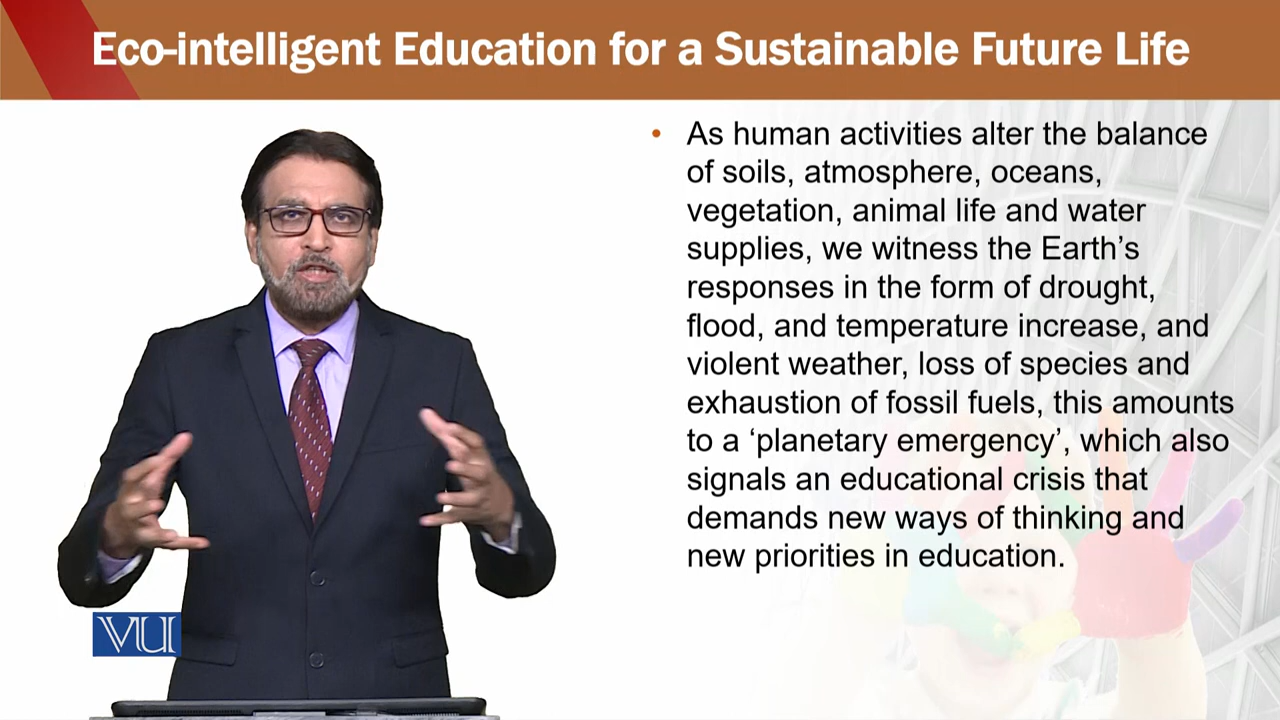 Eco-intelligent Education for a Sustainable Future Life
• As human activities alter the balance
of soils, atmosphere, oceans,
vegetation, animal life and water
supplies, we witness the Earth’s
responses in the form of drought,
flood, and temperature increase, and
violent weather, loss of species and
exhaustion of fossil fuels, this amounts
to a ‘planetary emergency’, which also
signals an educational crisis that
demands new ways of thinking and
new priorities in education.
VU